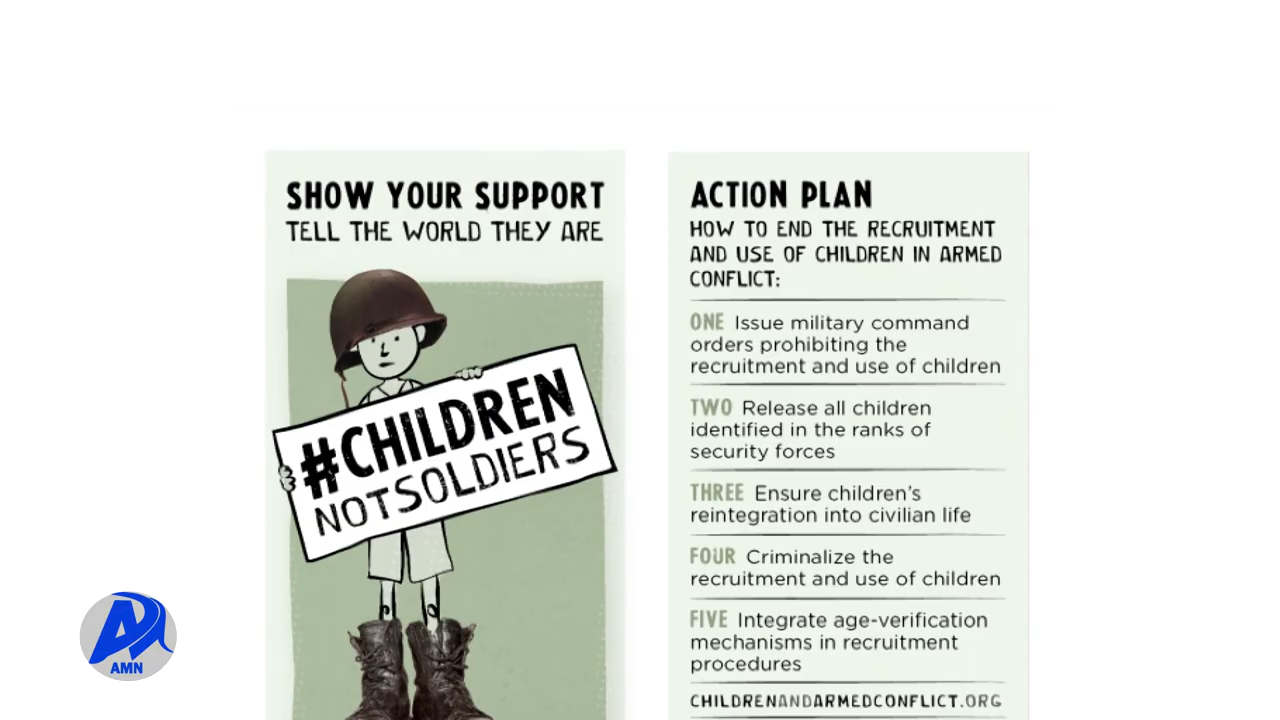 SHOW YOUR SUPPORT
TELL THE WORLD THEY ARE
#CHILDREN
NOTSOLDIERS
ACTION PLAN
HOW TO END THE RECRUITMENT
AND USE OF CHILDREN IN ARMED
CONFLICT:
ONE Issue military command
orders prohibiting the
recruitment and use of children
TWO Release all children
identified in the ranks of
security forces
THREE Ensure children's
reintegration into civilian life
FOUR Criminalize the
recruitment and use of children
FIVE Integrate age-verification
mechanisms in recruitment
procedures
CHILDRENANDARMEDCONFLICT.ORG
AMN